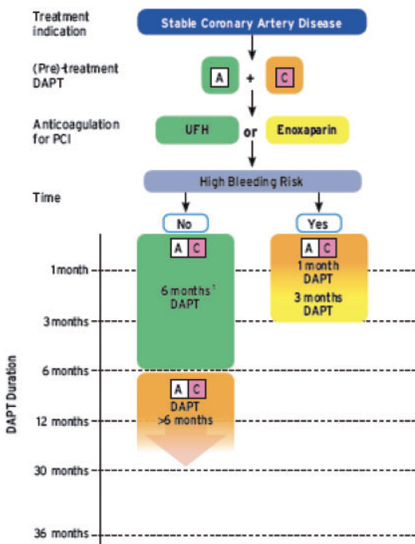 Treatment
indication
Stable Coronary Artery Disease
(Pre)-treatment
DAPT
A + C
Anticoagulation
for PCI
UFH or Enoxaparin
High Bleeding Risk
Time
No
Yes
A C
A C
1 month
DAPT
3 months
DAPT
6 months¹
DAPT
A C
DAPT
>6 months
DAPT Duration
1 month
3 months
6 months
12 months
30 months
36 months